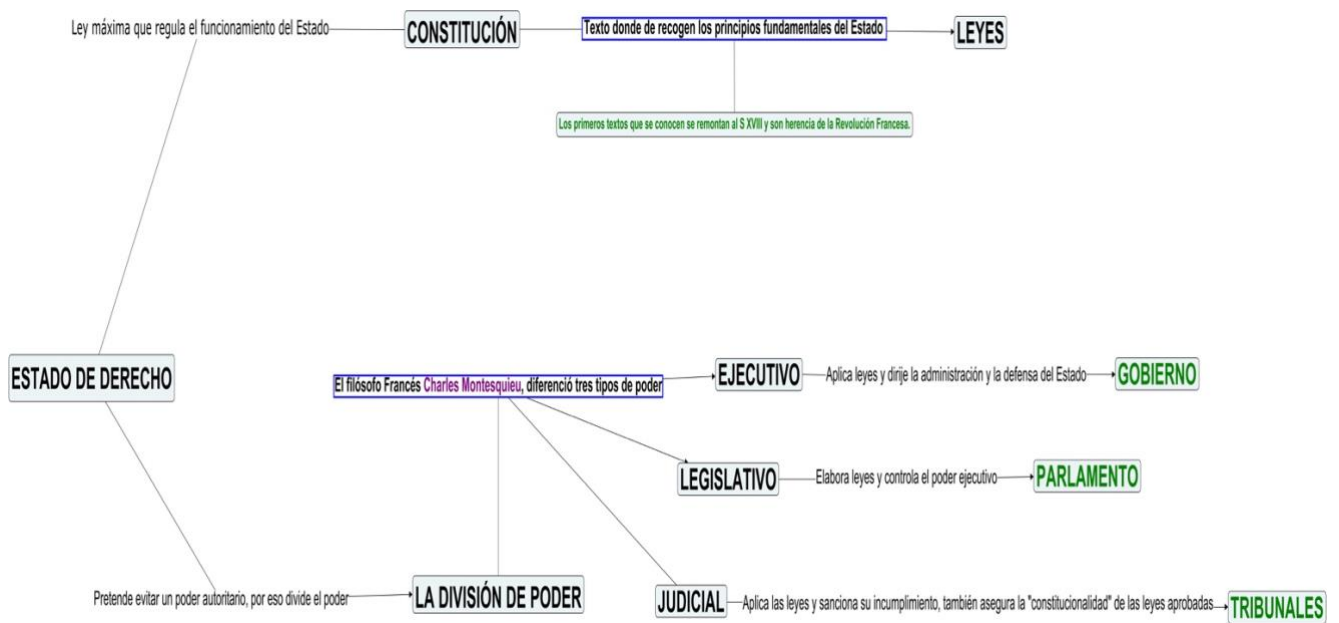 Ley máxima que regula el funcionamiento del Estado
CONSTITUCIÓN
Texto donde de recogen los principios fundamentales del Estado
LEYES
Los primeros textos que se conocen se remontan al S XVIII y son herencia de la Revolución Francesa.
ESTADO DE DERECHO
El filósofo Francés Charles Montesquieu, diferenció tres tipos de poder
EJECUTIVO
Aplica leyes y dirije la administración y la defensa del Estado
GOBIERNO
LEGISLATIVO
Elabora leyes y controla el poder ejecutivo
PARLAMENTO
Pretende evitar un poder autoritario, por eso divide el poder
LA DIVISIÓN DE PODER
JUDICIAL
Aplica las leyes y sanciona su incumplimiento, también asegura la "constitucionalidad" de las leyes aprobadas
TRIBUNALES